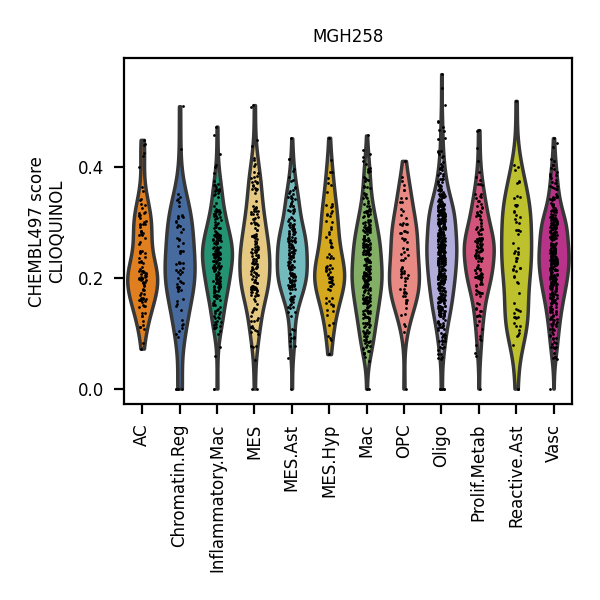 MGH258
CHEMBL497 score
CLIOQUINOL
0.4
0.2
0.0
AC
Chromatin.Reg
Inflammatory.Mac
MES
MES.Ast
MES.Hyp
Mac
OPC
Oligo
Prolif.Metab
Reactive.Ast
Vasc